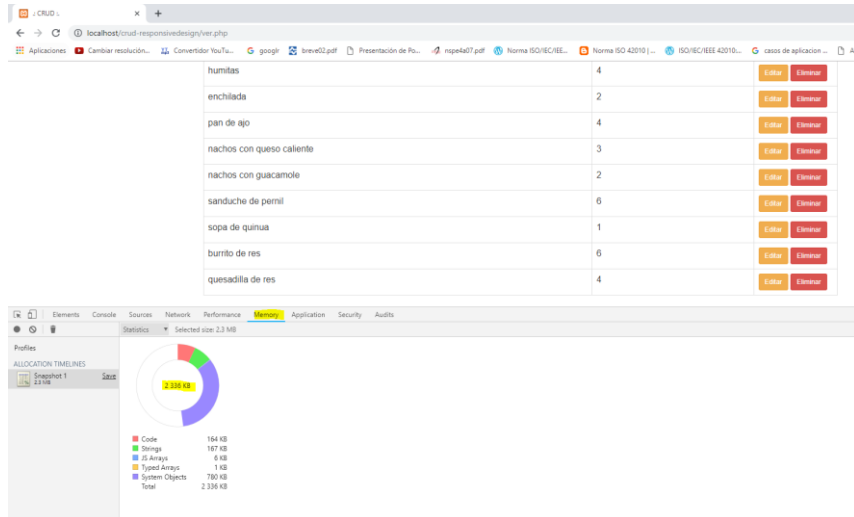 .: CRUD :.
localhost/crud-responsivedesign/ver.php
Aplicaciones Cambiar resolución... Convertidor YouTu... googlr breve02.pdf Presentación de Po... nspe4a07.pdf Norma ISO/IEC/IEE... Norma ISO 42010 | ... ISO/IEC/IEEE 42010:... casos de aplicacion ...
humitas 4 Editar Eliminar
enchilada 2 Editar Eliminar
pan de ajo 4 Editar Eliminar
nachos con queso caliente 3 Editar Eliminar
nachos con guacamole 2 Editar Eliminar
sanduche de pernil 6 Editar Eliminar
sopa de quinua 1 Editar Eliminar
burrito de res 6 Editar Eliminar
quesadilla de res 4 Editar Eliminar
Elements Console Sources Network Performance Memory Application Security Audits
Statistics Selected size: 2.3 MB
Profiles
ALLOCATION TIMELINES
Snapshot 1 Save
2.3 MB
2 336 KB
Code 164 KB
Strings 167 KB
JS Arrays 6 KB
Typed Arrays 1 KB
System Objects 780 KB
Total 2 336 KB